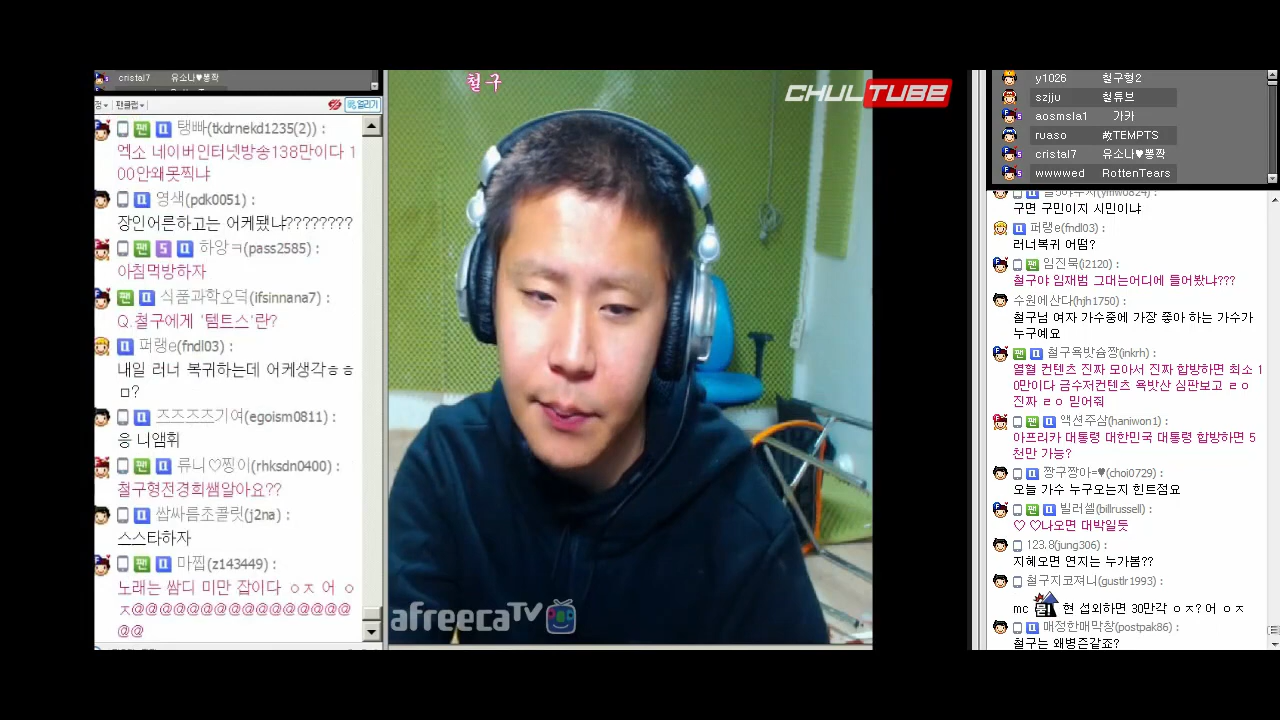 cristal7 유소나♥뽕짝
팬클럽
열리기
탱빠(tkdrnekd1235(2)) :
엑소 네이버인터넷방송138만이다 1
00안왜못찍냐
영색(pdk0051) :
장인어른하고는 어케됐냐????????
하앙ㅋ(pass2585) :
아침먹방하자
식품과학오덕(ifsinnana7) :
Q.철구에게 '템트스'란?
퍼랭e(fndl03) :
내일 러너 복귀하는데 어케생각ㅎㅎ
ㅁ?
즈즈즈즈기여(egoism0811) :
응 니앰휘
류니♡찡이(rhksdn0400) :
철구형전경희쌤알아요??
쌉싸름초콜릿(j2na) :
스스타하자
마찝(z143449) :
노래는 쌈디 미만 잡이다 ㅇㅈ 어 ㅇ
ㅈ@@@@@@@@@@@@@@@@
@@
철구
CHULTUBE
afreecaTV
y1026 철구형2
szjju 철튜브
aosmsla1 가카
ruaso 故TEMPTS
cristal7 유소나♥뽕짝
wwwwed RottenTears
구면 구민이지 시민이냐
퍼랭e(fndl03) :
러너복귀 어떰?
임진묵(i2120) :
철구야 임재범 그대는어디에 들어봤냐???
수원에산다(hjh1730) :
철구님 여자 가수중에 가장 좋아 하는 가수가
누구예요
철구욕밧숨짱(inkrh) :
열혈 컨텐츠 진짜 모아서 진짜 합방하면 최소 1
0만이다 금수저컨텐츠 욕밧산 심판보고 ㄹㅇ
진짜 ㄹㅇ 믿어줘
액션주삼(haniwon1) :
아프리카 대통령 대한민국 대통령 합방하면 5
천만 가능?
짱구짱아=♥(choi0729) :
오늘 가수 누구오는지 힌트점요
빌러셀(billrussell) :
♡ ♡나오면 대박일듯
123.8(jung306) :
지혜오면 연지는 누가봄??
철구지코져니(gustlr1993) :
mc 몽 현 섭외하면 30만각 ㅇㅈ? 어 ㅇㅈ
매정한매막창(postpak86) :
철구는 왜병즌같죠?